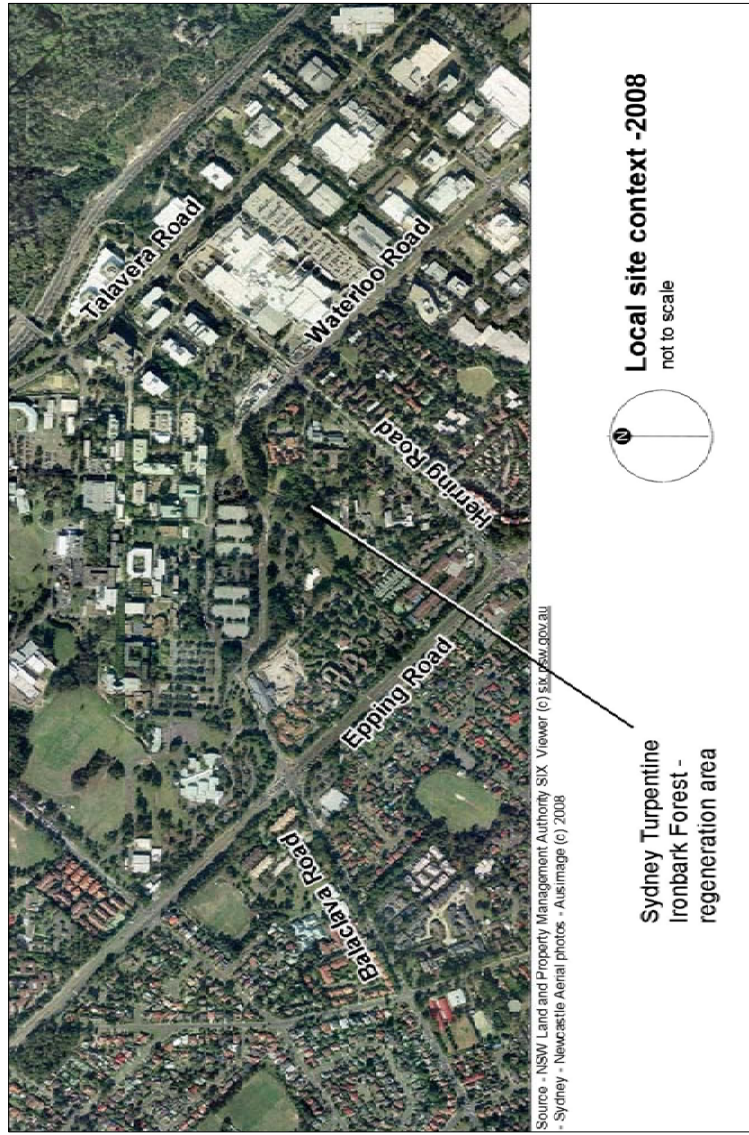 Talavera Road
Waterloo Road
Herring Road
Epping Road
Balaclava Road
Source - NSW Land and Property Management Authority SIX Viewer (c) six.nsw.gov.au
- Sydney - Newcastle Aerial photos - Ausimage (c) 2008
Local site context -2008
not to scale
N
Sydney Turpentine
Ironbark Forest -
regeneration area